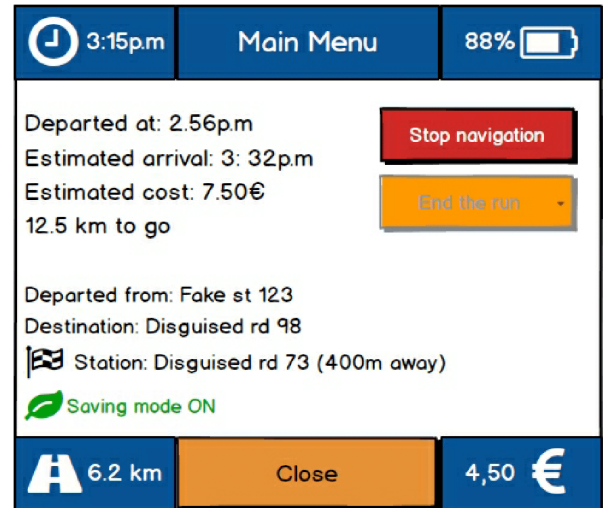 3:15p.m
Main Menu
88%
Departed at: 2.56p.m
Stop navigation
Estimated arrival: 3: 32p.m
Estimated cost: 7.50€
End the run
12.5 km to go
Departed from: Fake st 123
Destination: Disguised rd 98
Station: Disguised rd 73 (400m away)
Saving mode ON
6.2 km
Close
4,50 €